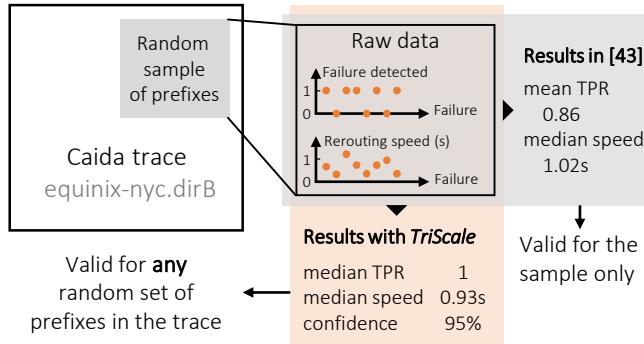 Random
sample
of prefixes
Caida trace
equinix-nyc.dirB
Raw data
Failure detected
1
0
Failure
Rerouting speed (s)
1
0
Failure
Results in [43]
mean TPR
0.86
median speed
1.02s
Valid for the
sample only
Results with TriScale
median TPR 1
median speed 0.93s
confidence 95%
Valid for any
random set of
prefixes in the trace